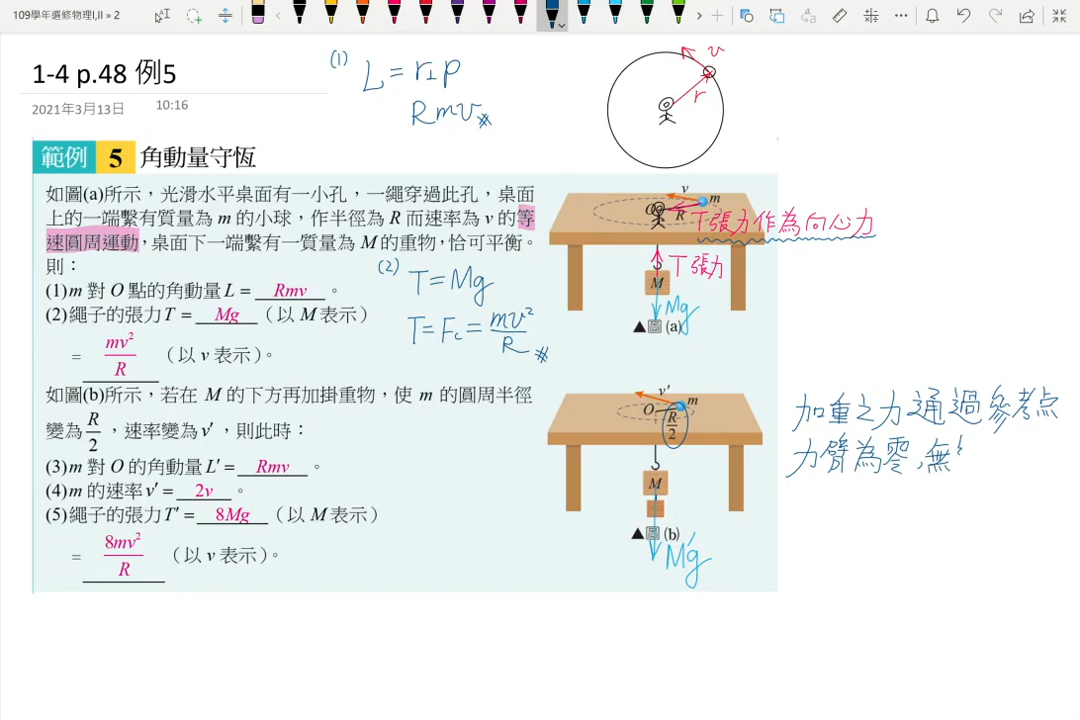 109學年選修物理I,II » 2
1-4 p.48 例5
2021年3月13日 10:16
(1) L = r⊥p
Rmv
v
r
範例 5 角動量守恆
如圖(a)所示，光滑水平桌面有一小孔，一繩穿過此孔，桌面
上的一端繫有質量為 m 的小球，作半徑為 R 而速率為 v 的等
速圓周運動，桌面下一端繫有一質量為 M 的重物，恰可平衡。
則：
(1) m 對 O 點的角動量 L = Rmv 。
(2) 繩子的張力 T = Mg （以 M 表示）
= mv²/R （以 v 表示）。
(2) T = Mg
T = Fc = mv²/R
v
m
O
R
T張力作為向心力
T張力
M
Mg
▲圖(a)
如圖(b)所示，若在 M 的下方再加掛重物，使 m 的圓周半徑
變為 R/2 ，速率變為 v′，則此時：
(3) m 對 O 的角動量 L′ = Rmv 。
(4) m 的速率 v′ = 2v 。
(5) 繩子的張力 T′ = 8Mg （以 M 表示）
= 8mv²/R （以 v 表示）。
v′
m
O
R/2
M
▲圖(b)
M′g
加重之力通過參考点
力臂為零,無